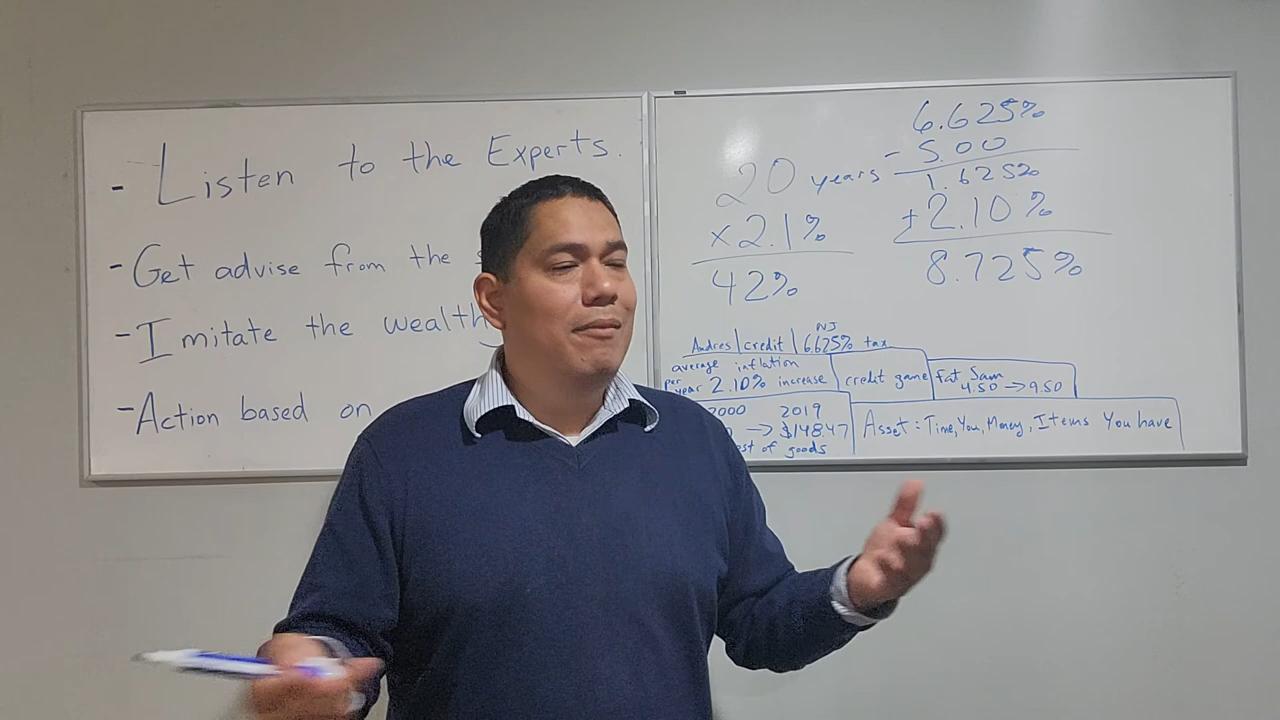 - Listen to the Experts.
- Get advise from the
- Imitate the wealth
- Action based on
20 years
x 2.1%
42%
6.625%
- 5.00
1.625%
+ 2.10%
8.725%
NJ
Andres | credit | 6.625% tax
average inflation
per year 2.10% increase
credit game
Fat Sam
4.50 → 9.50
2000 2019
→ $148.47
of goods
Asset: Time, You, Money, Items You have